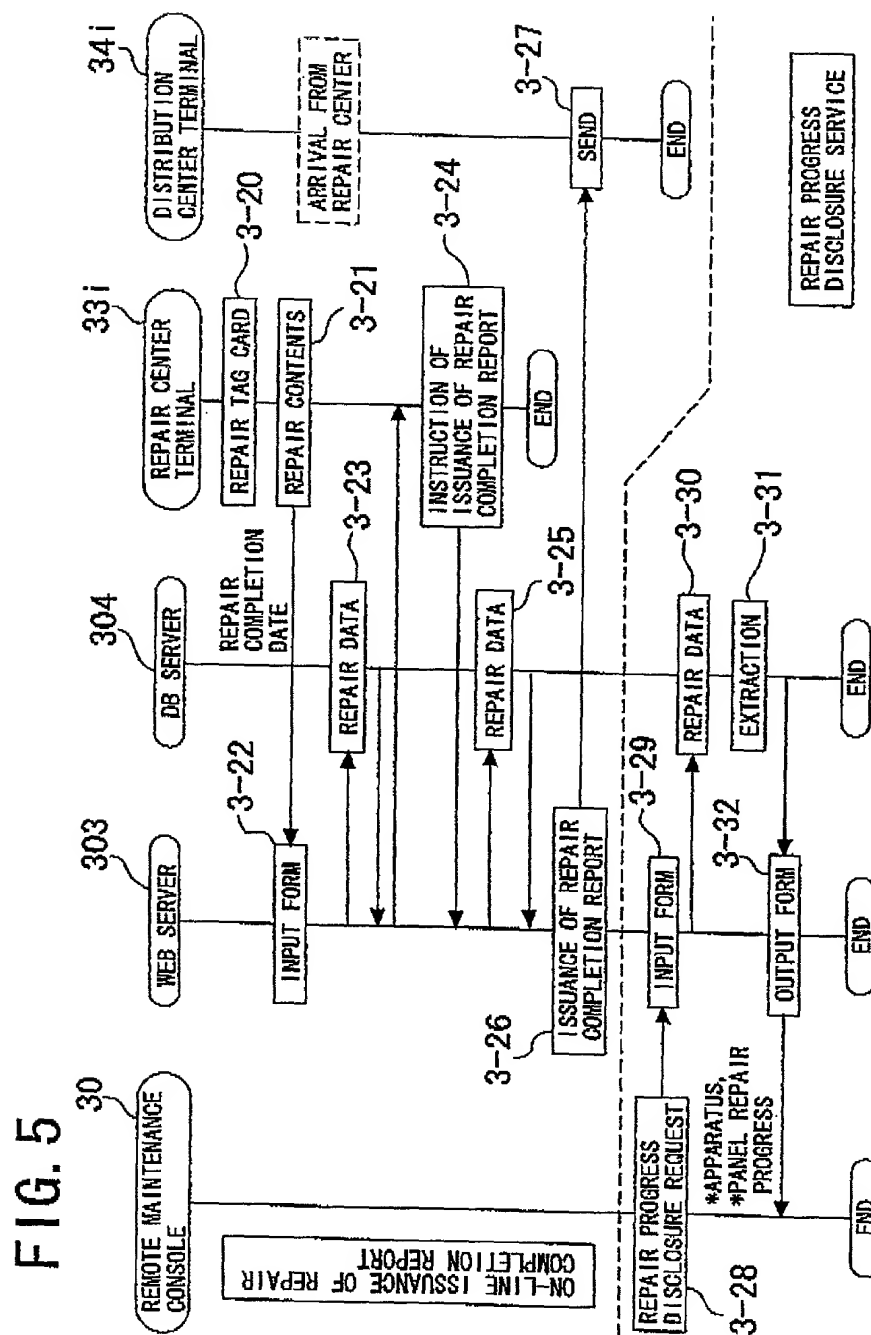 FIG. 5
30
REMOTE MAINTENANCE
CONSOLE
303
WEB SERVER
304
DB SERVER
33i
REPAIR CENTER
TERMINAL
34i
DISTRIBUTION
CENTER TERMINAL
ON-LINE ISSUANCE OF REPAIR
COMPLETION REPORT
3-20
REPAIR TAG CARD
3-21
REPAIR CONTENTS
ARRIVAL FROM
REPAIR CENTER
REPAIR
COMPLETION
DATE
3-22
INPUT FORM
3-23
REPAIR DATA
3-24
INSTRUCTION OF
ISSUANCE OF REPAIR
COMPLETION REPORT
END
3-25
REPAIR DATA
3-26
ISSUANCE OF REPAIR
COMPLETION REPORT
3-27
SEND
END
REPAIR PROGRESS
DISCLOSURE REQUEST
3-28
3-29
INPUT FORM
3-30
REPAIR DATA
3-31
EXTRACTION
3-32
OUTPUT FORM
*APPARATUS,
*PANEL REPAIR
PROGRESS
END
END
END
REPAIR PROGRESS
DISCLOSURE SERVICE